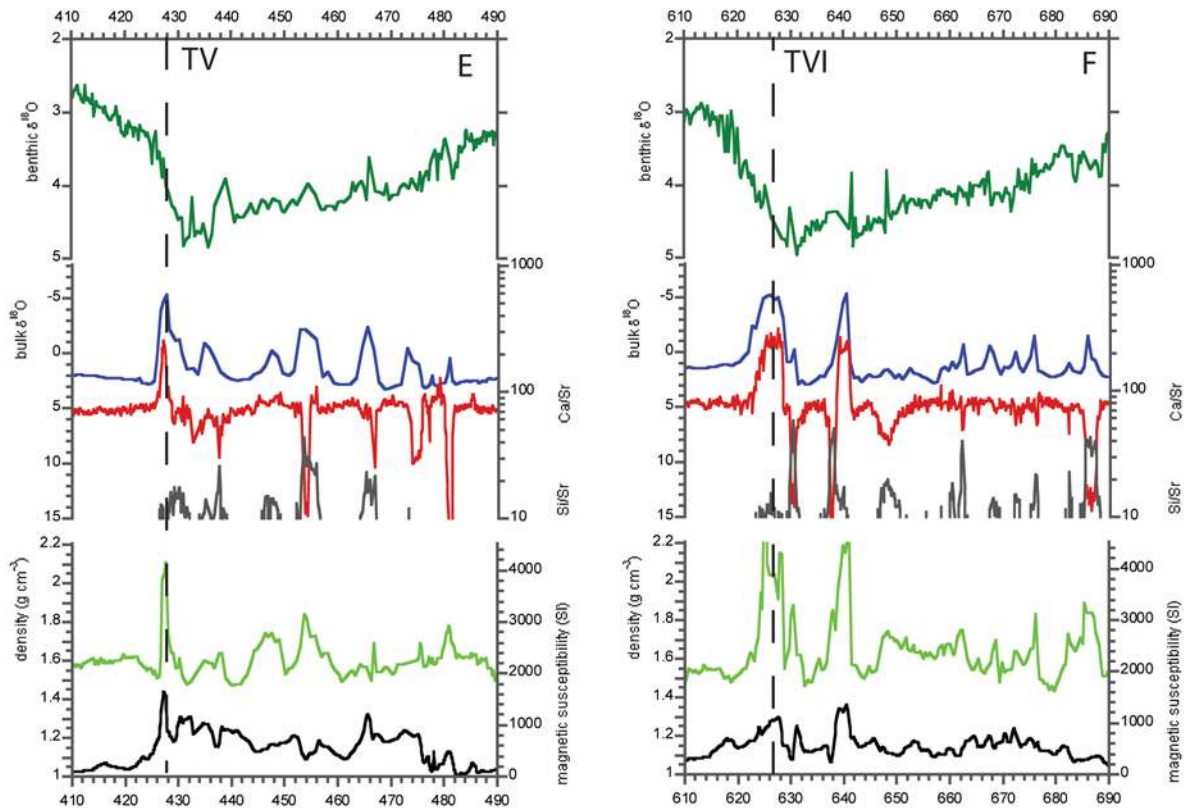 410 420 430 440 450 460 470 480 490
TV E
2
3
4
5
benthic δ¹⁸O
-5
0
5
10
15
bulk δ¹⁸O
1000
100
10
Ca/Sr
Si/Sr
2.2
2
1.8
1.6
1.4
1.2
1
density (g cm⁻³)
4000
3000
2000
1000
0
magnetic susceptibility (SI)
410 420 430 440 450 460 470 480 490
610 620 630 640 650 660 670 680 690
TVI F
2
3
4
5
benthic δ¹⁸O
-5
0
5
10
15
bulk δ¹⁸O
1000
100
10
Ca/Sr
Si/Sr
2.2
2
1.8
1.6
1.4
1.2
1
density (g cm⁻³)
4000
3000
2000
1000
0
magnetic susceptibility (SI)
610 620 630 640 650 660 670 680 690